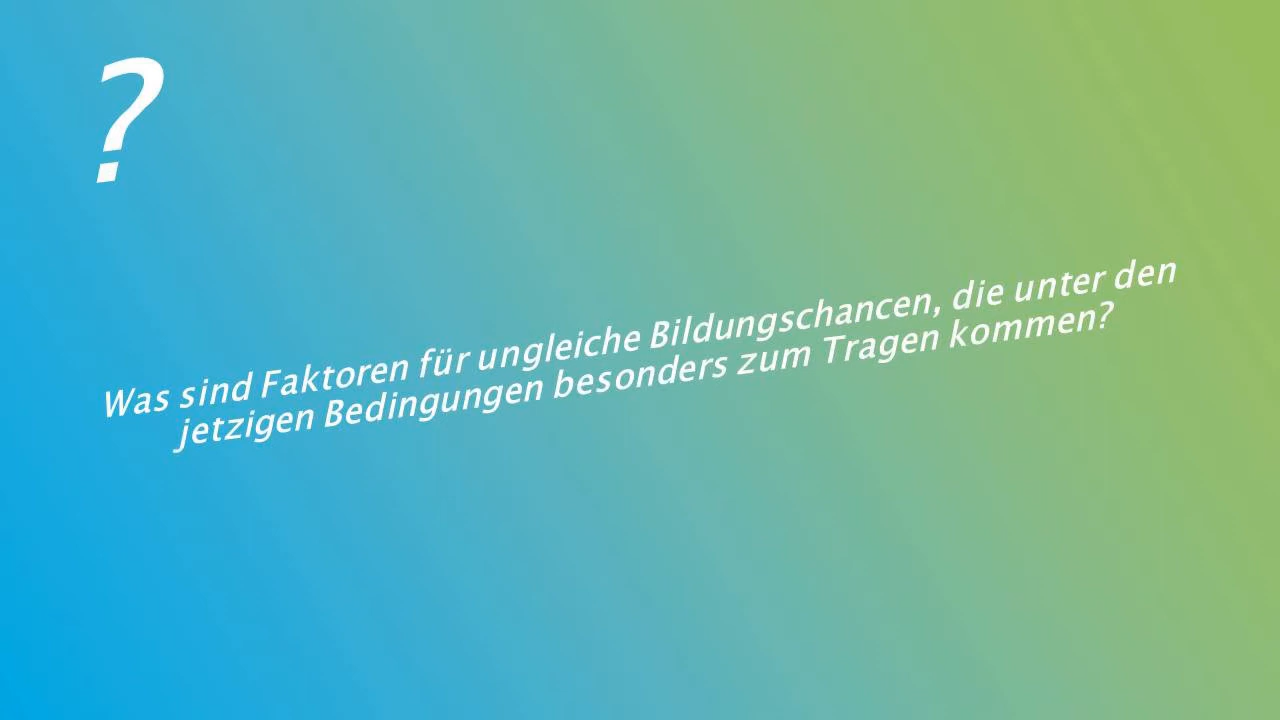 ?
Was sind Faktoren für ungleiche Bildungschancen, die unter den
jetzigen Bedingungen besonders zum Tragen kommen?